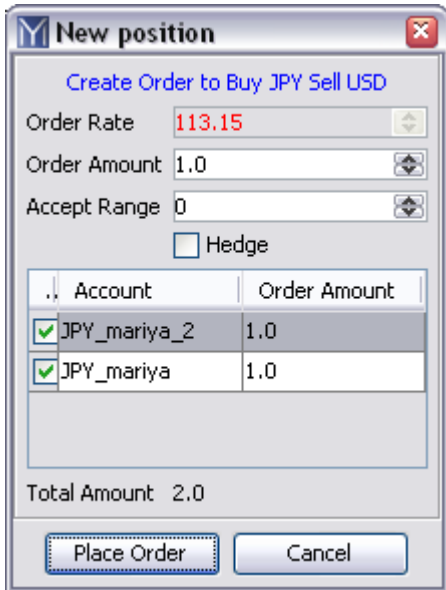 New position
Create Order to Buy JPY Sell USD
Order Rate 113.15
Order Amount 1.0
Accept Range 0
Hedge
.. Account Order Amount
JPY_mariya_2 1.0
JPY_mariya 1.0
Total Amount 2.0
Place Order Cancel